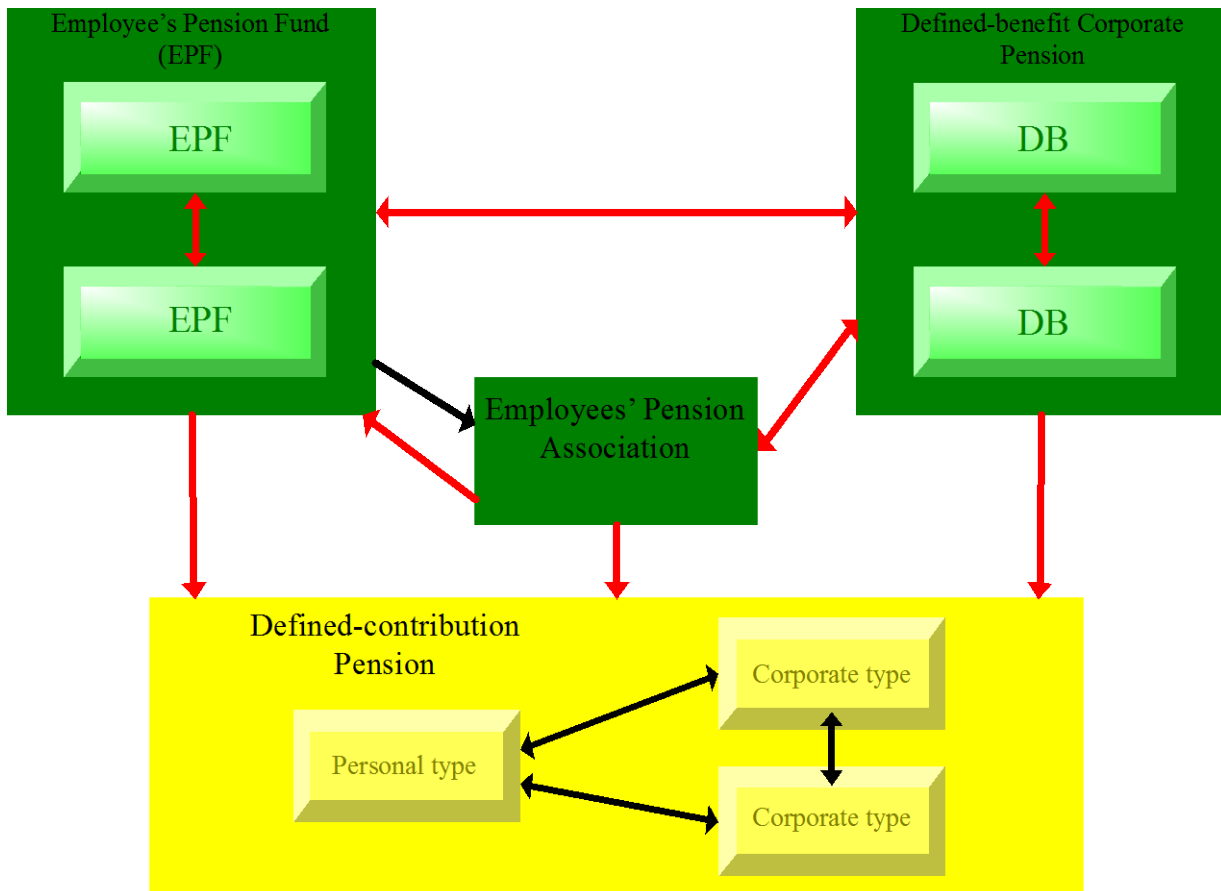 Employee’s Pension Fund
(EPF)
EPF
EPF
Defined-benefit Corporate
Pension
DB
DB
Employees’ Pension
Association
Defined-contribution
Pension
Personal type
Corporate type
Corporate type